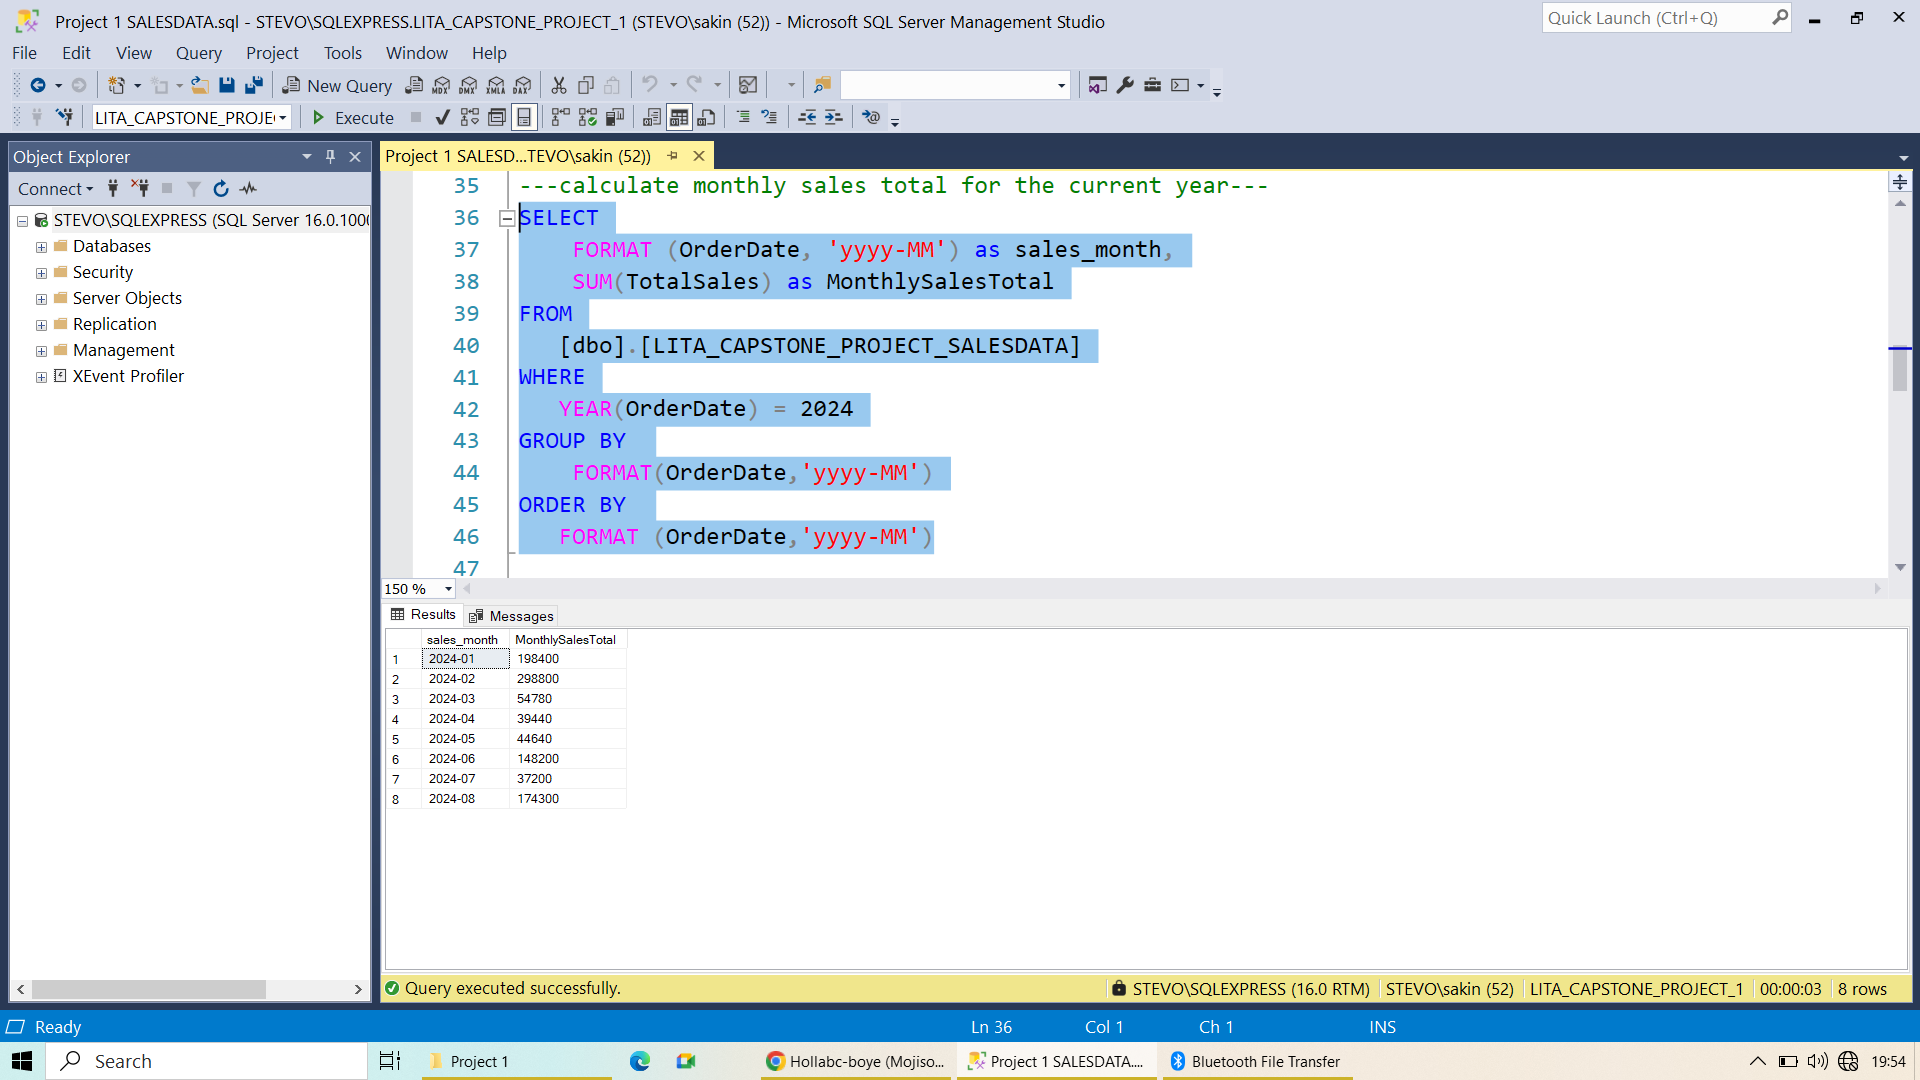 Project 1 SALESDATA.sql - STEVO\SQLEXPRESS.LITA_CAPSTONE_PROJECT_1 (STEVO\sakin (52)) - Microsoft SQL Server Management Studio
Quick Launch (Ctrl+Q)
File Edit View Query Project Tools Window Help
New Query MDX DMX XMLA DAX
LITA_CAPSTONE_PROJE Execute
Object Explorer
Connect
STEVO\SQLEXPRESS (SQL Server 16.0.100
Databases
Security
Server Objects
Replication
Management
XEvent Profiler
Project 1 SALESD...TEVO\sakin (52))
35 ---calculate monthly sales total for the current year---
36 SELECT
37 FORMAT (OrderDate, 'yyyy-MM') as sales_month,
38 SUM(TotalSales) as MonthlySalesTotal
39 FROM
40 [dbo].[LITA_CAPSTONE_PROJECT_SALESDATA]
41 WHERE
42 YEAR(OrderDate) = 2024
43 GROUP BY
44 FORMAT(OrderDate,'yyyy-MM')
45 ORDER BY
46 FORMAT (OrderDate,'yyyy-MM')
47
150 %
Results Messages
sales_month MonthlySalesTotal
1 2024-01 198400
2 2024-02 298800
3 2024-03 54780
4 2024-04 39440
5 2024-05 44640
6 2024-06 148200
7 2024-07 37200
8 2024-08 174300
Query executed successfully. STEVO\SQLEXPRESS (16.0 RTM) STEVO\sakin (52) LITA_CAPSTONE_PROJECT_1 00:00:03 8 rows
Ready Ln 36 Col 1 Ch 1 INS
Search Project 1 Hollabc-boye (Mojiso... Project 1 SALESDATA.... Bluetooth File Transfer 19:54